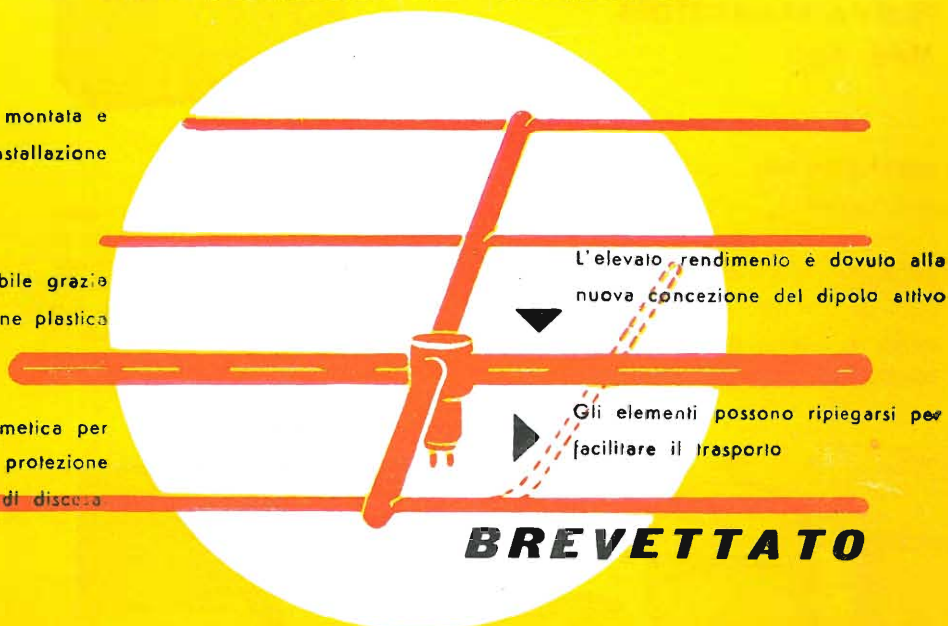 montata e
stallazione
bile grazie
ne plastica
metica per
protezione
di discesa.
L'elevato rendimento è dovuto alla
nuova concezione del dipolo attivo
Gli elementi possono ripiegarsi per
facilitare il trasporto
BREVETTATO